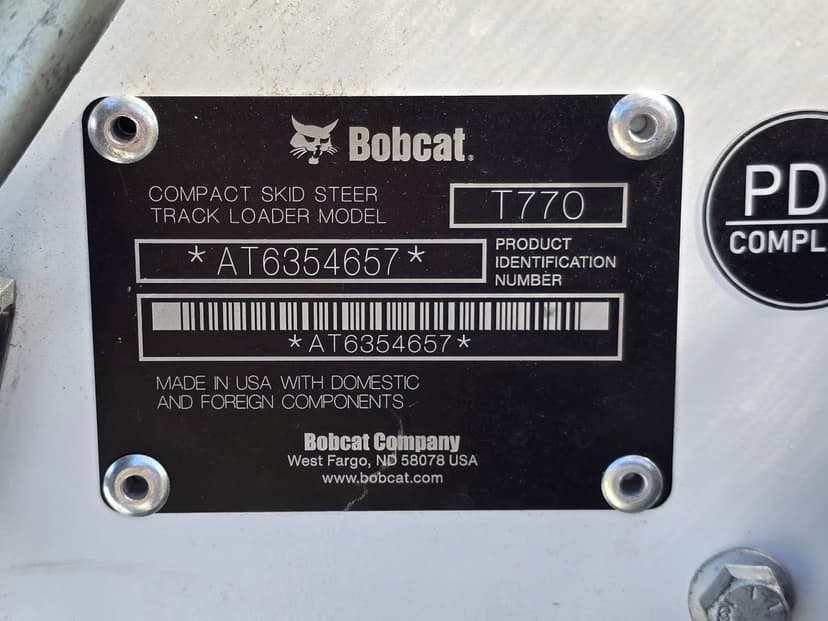 Bobcat.
COMPACT SKID STEER
TRACK LOADER MODEL
T770
*AT6354657*
PRODUCT
IDENTIFICATION
NUMBER
*AT6354657*
MADE IN USA WITH DOMESTIC
AND FOREIGN COMPONENTS
Bobcat Company
West Fargo, ND 58078 USA
www.bobcat.com
PD
COMPL